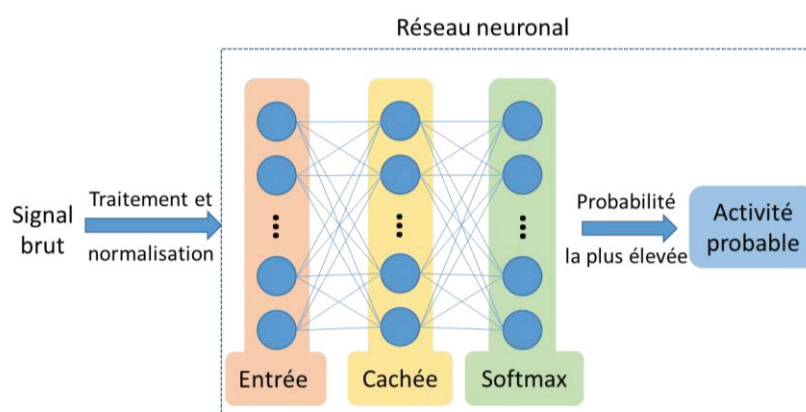 Réseau neuronal
Signal
brut
Traitement et
normalisation
Entrée
Cachée
Softmax
Probabilité
la plus élevée
Activité
probable